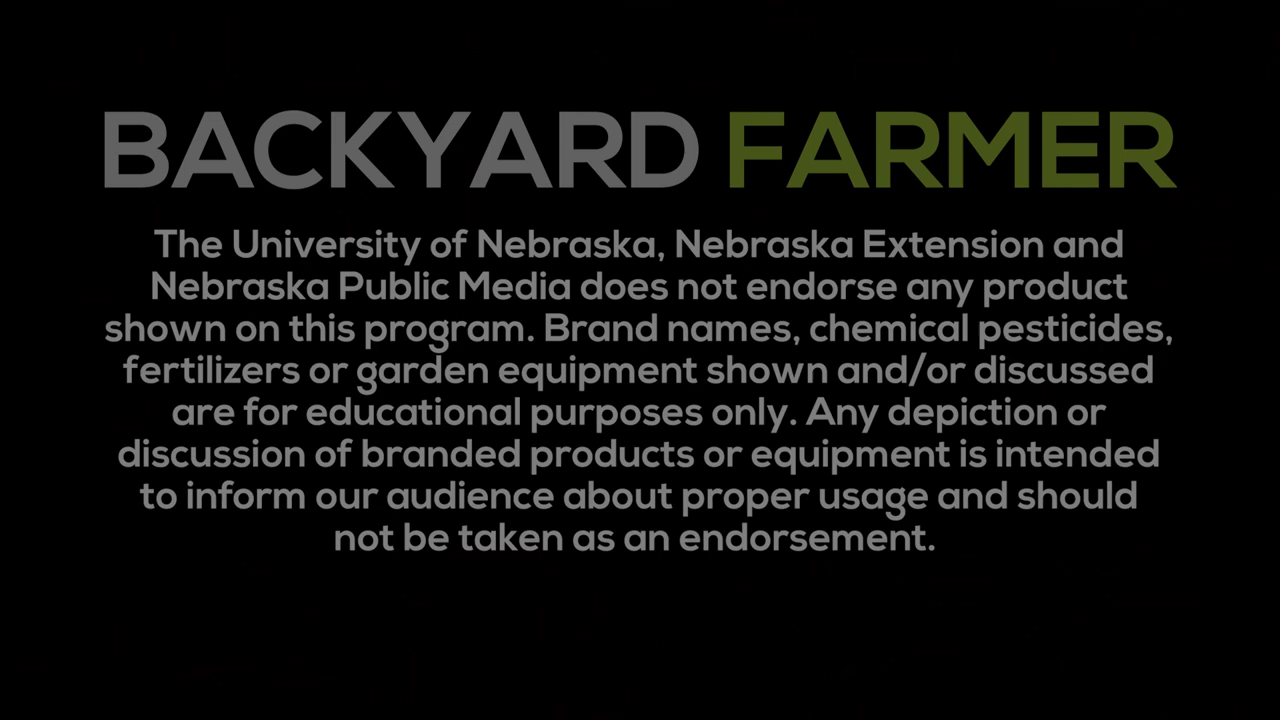 BACKYARD FARMER
The University of Nebraska, Nebraska Extension and
Nebraska Public Media does not endorse any product
shown on this program. Brand names, chemical pesticides,
fertilizers or garden equipment shown and/or discussed
are for educational purposes only. Any depiction or
discussion of branded products or equipment is intended
to inform our audience about proper usage and should
not be taken as an endorsement.